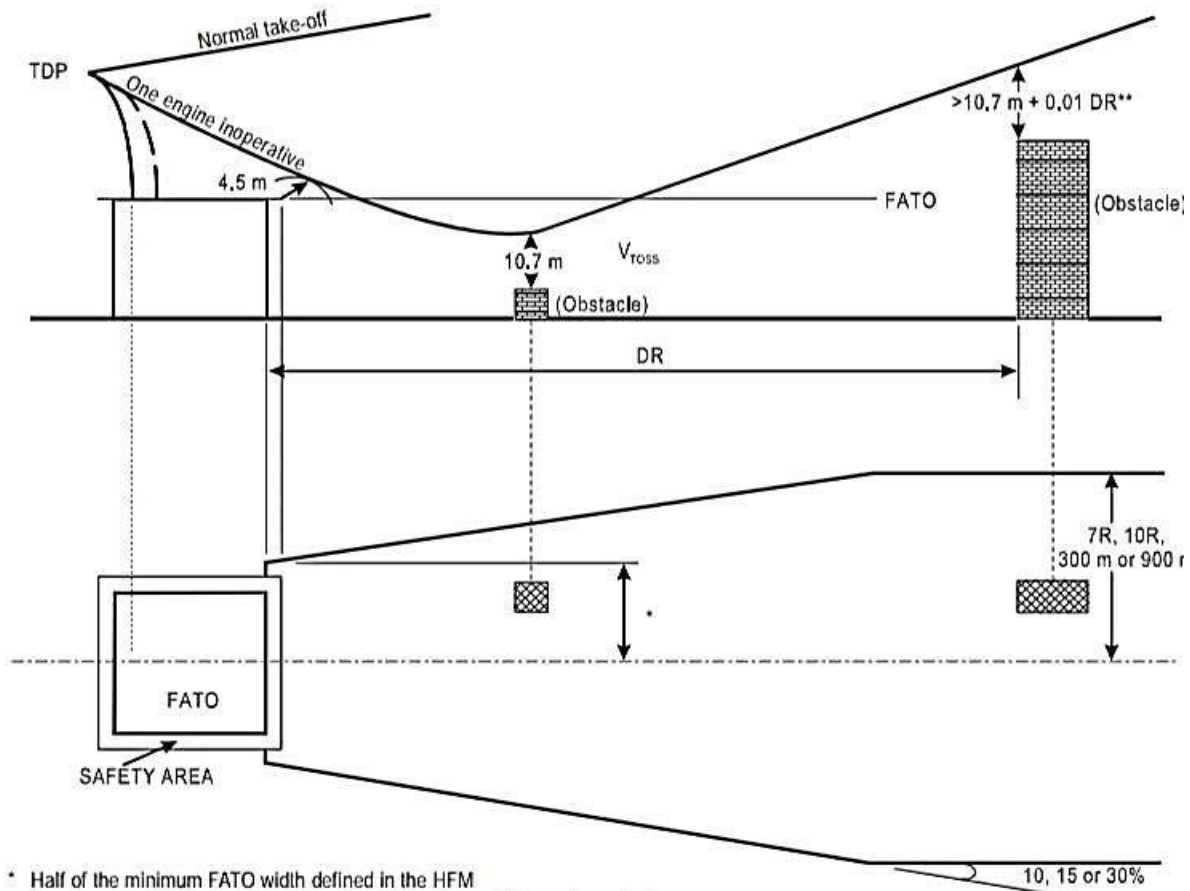 Normal take-off
TDP
One engine inoperative
>10.7 m + 0.01 DR**
4.5 m
FATO
(Obstacle)
10.7 m
VTOSS
(Obstacle)
DR
7R, 10R,
300 m or 900 m
*
FATO
SAFETY AREA
* Half of the minimum FATO width defined in the HFM
10, 15 or 30%